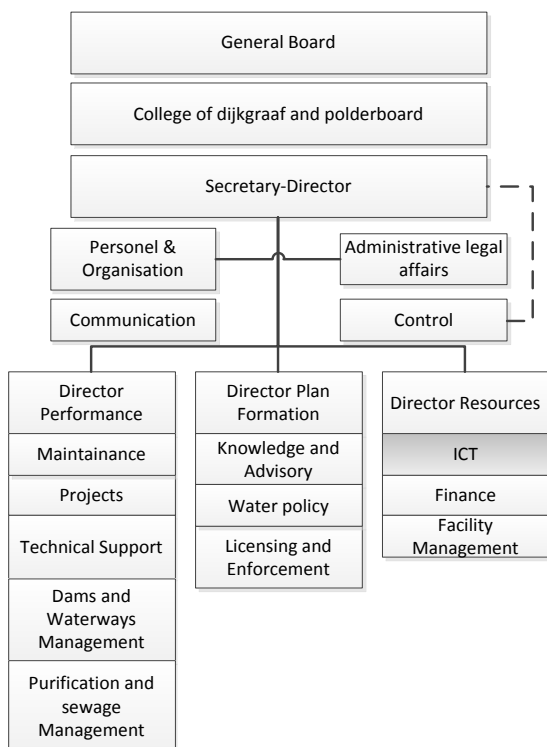 General Board
College of dijkgraaf and polderboard
Secretary-Director
Personel &
Organisation
Administrative legal
affairs
Communication
Control
Director
Performance
Maintainance
Projects
Technical Support
Dams and
Waterways
Management
Purification and
sewage Management
Director Plan
Formation
Knowledge and
Advisory
Water policy
Licensing and
Enforcement
Director Resources
ICT
Finance
Facility
Management